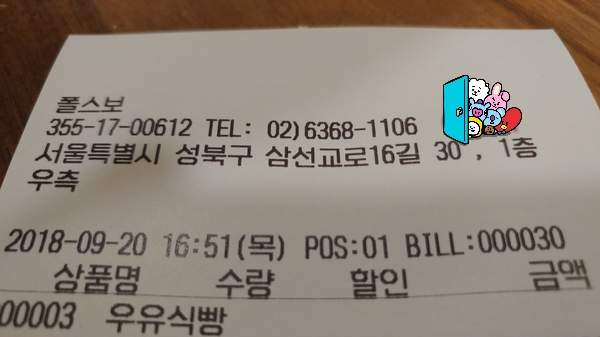 폴스보
355-17-00612 TEL: 02)6368-1106
서울특별시 성북구 삼선교로16길 30 , 1층
우측
2018-09-20 16:51(목) POS:01 BILL:000030
상품명 수량 할인 금액
00003 우유식빵